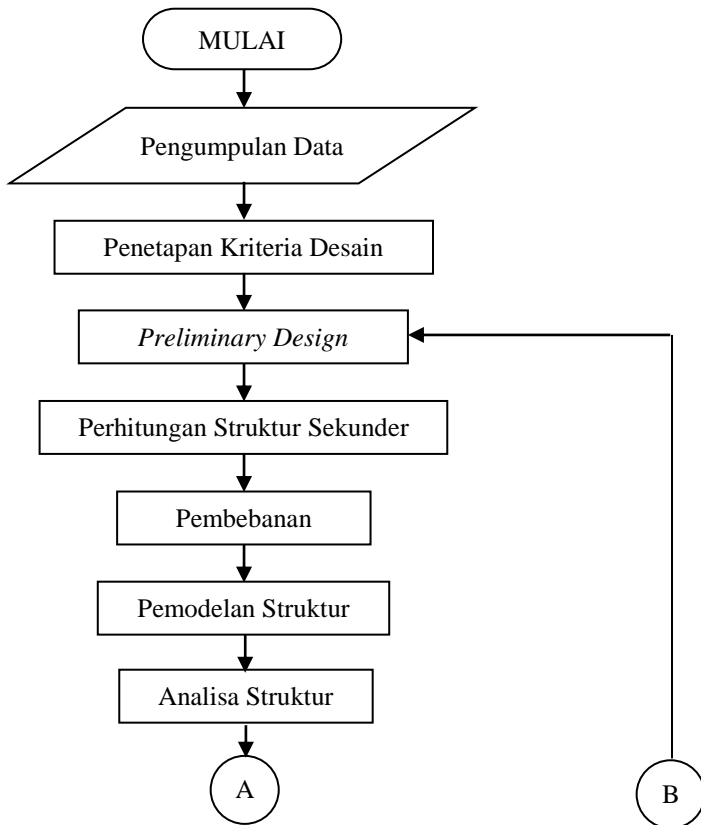 MULAI
Pengumpulan Data
Penetapan Kriteria Desain
Preliminary Design
Perhitungan Struktur Sekunder
Pembebanan
Pemodelan Struktur
Analisa Struktur
A
B